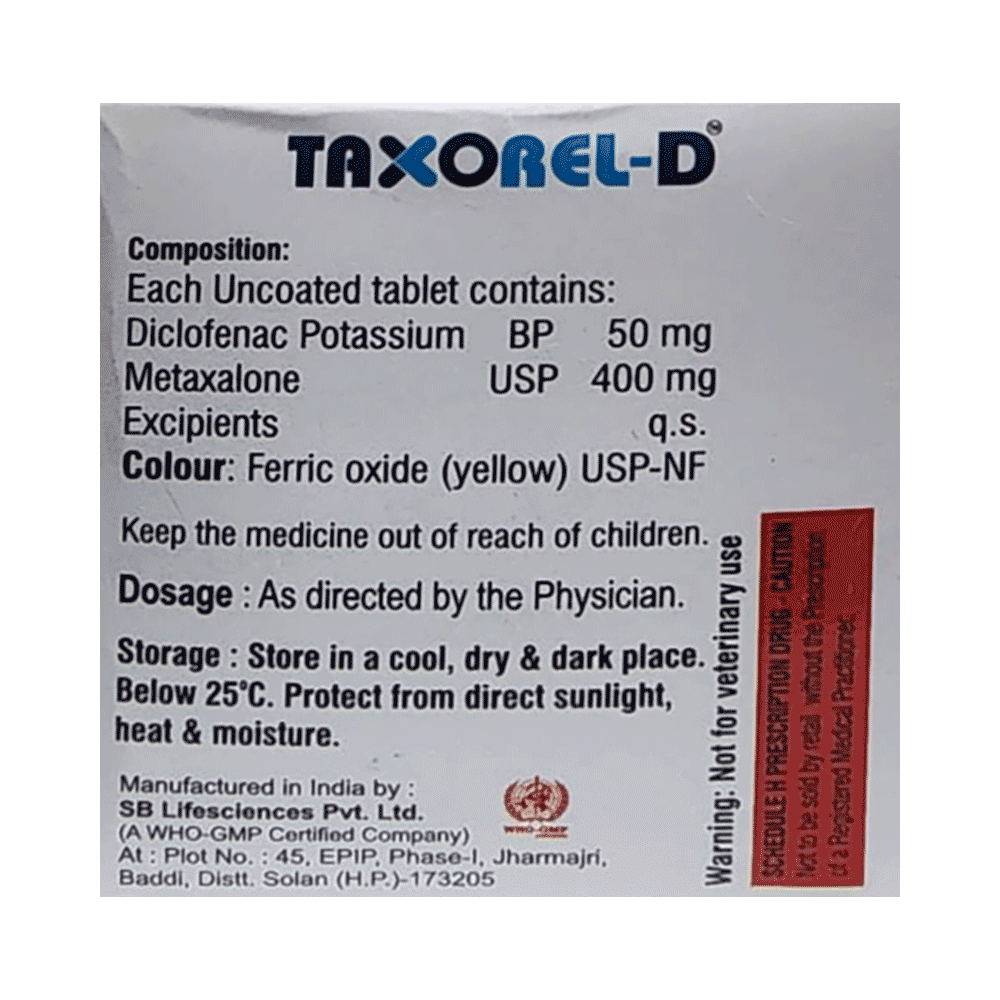 TAXOREL-D
Composition:
Each Uncoated tablet contains:
Diclofenac Potassium BP 50 mg
Metaxalone USP 400 mg
Excipients q.s.
Colour: Ferric oxide (yellow) USP-NF
Keep the medicine out of reach of children.
Dosage : As directed by the Physician.
Storage : Store in a cool, dry & dark place.
Below 25°C. Protect from direct sunlight,
heat & moisture.
Manufactured in India by :
SB Lifesciences Pvt. Ltd.
(A WHO-GMP Certified Company)
At : Plot No. : 45, EPIP, Phase-I, Jharmajri,
Baddi, Distt. Solan (H.P.)-173205
WHO-GMP
Warning: Not for veterinary use
SCHEDULE H PRESCRIPTION DRUG - CAUTION
Not to be sold by retail without the Prescription
of a Registered Medical Practitioner.